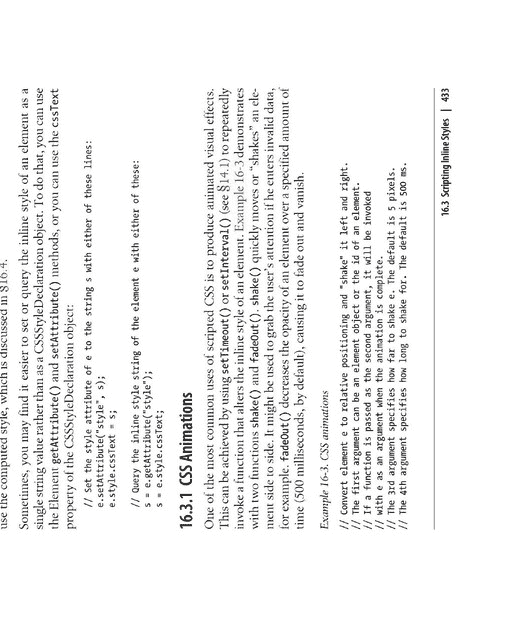 use the computed style, which is discussed in §16.4.
Sometimes, you may find it easier to set or query the inline style of an element as a
single string value rather than as a CSSStyleDeclaration object. To do that, you can use
the Element getAttribute() and setAttribute() methods, or you can use the cssText
property of the CSSStyleDeclaration object:
// Set the style attribute of e to the string s with either of these lines:
e.setAttribute("style", s);
e.style.cssText = s;
// Query the inline style string of the element e with either of these:
s = e.getAttribute("style");
s = e.style.cssText;
16.3.1 CSS Animations
One of the most common uses of scripted CSS is to produce animated visual effects.
This can be achieved by using setTimeout() or setInterval() (see §14.1) to repeatedly
invoke a function that alters the inline style of an element. Example 16-3 demonstrates
with two functions shake() and fadeOut(). shake() quickly moves or “shakes” an ele-
ment side to side. It might be used to grab the user’s attention if he enters invalid data,
for example. fadeOut() decreases the opacity of an element over a specified amount of
time (500 milliseconds, by default), causing it to fade out and vanish.
Example 16-3. CSS animations
// Convert element e to relative positioning and "shake" it left and right.
// The first argument can be an element object or the id of an element.
// If a function is passed as the second argument, it will be invoked
// with e as an argument when the animation is complete.
// The 3rd argument specifies how far to shake e. The default is 5 pixels.
// The 4th argument specifies how long to shake for. The default is 500 ms.
16.3 Scripting Inline Styles | 433